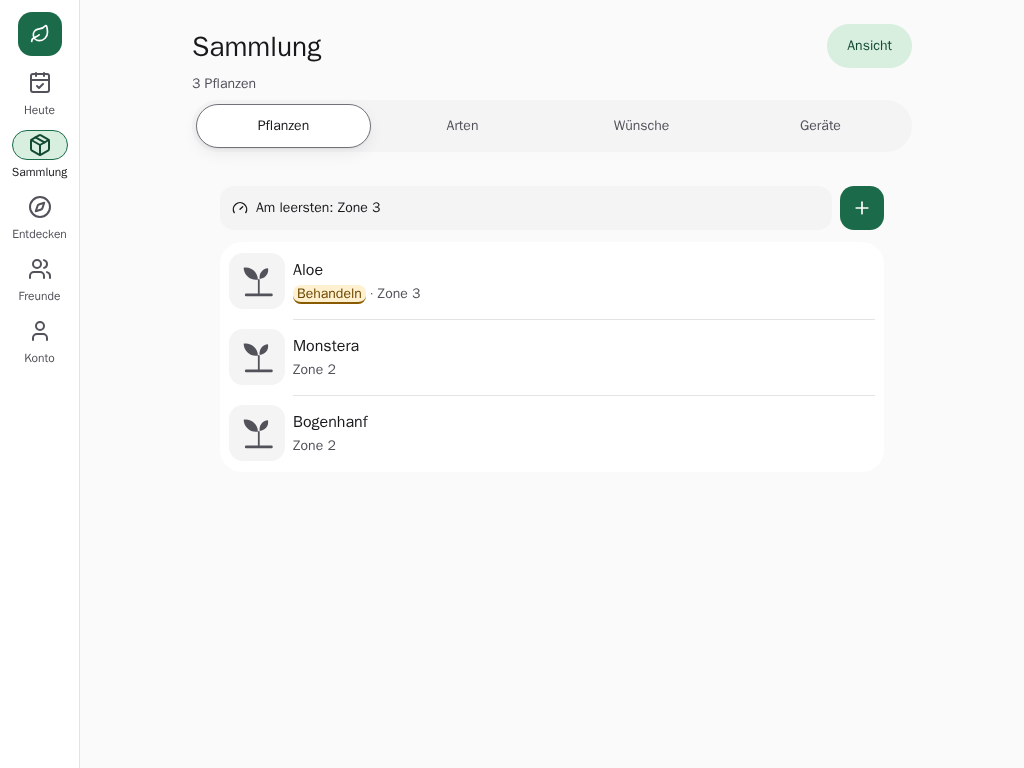 Sammlung
Ansicht
3 Pflanzen
Pflanzen
Arten
Wünsche
Geräte
Am leersten: Zone 3
Aloe
Behandeln · Zone 3
Monstera
Zone 2
Bogenhanf
Zone 2
Heute
Sammlung
Entdecken
Freunde
Konto